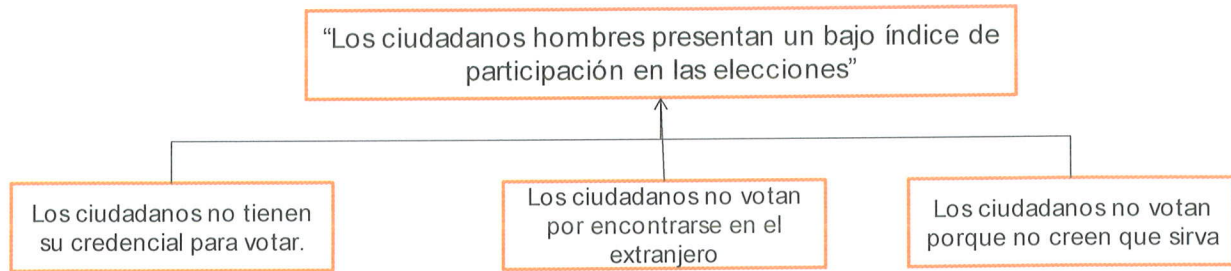 “Los ciudadanos hombres presentan un bajo índice de
participación en las elecciones”
Los ciudadanos no tienen
su credencial para votar.
Los ciudadanos no votan
por encontrarse en el
extranjero
Los ciudadanos no votan
porque no creen que sirva